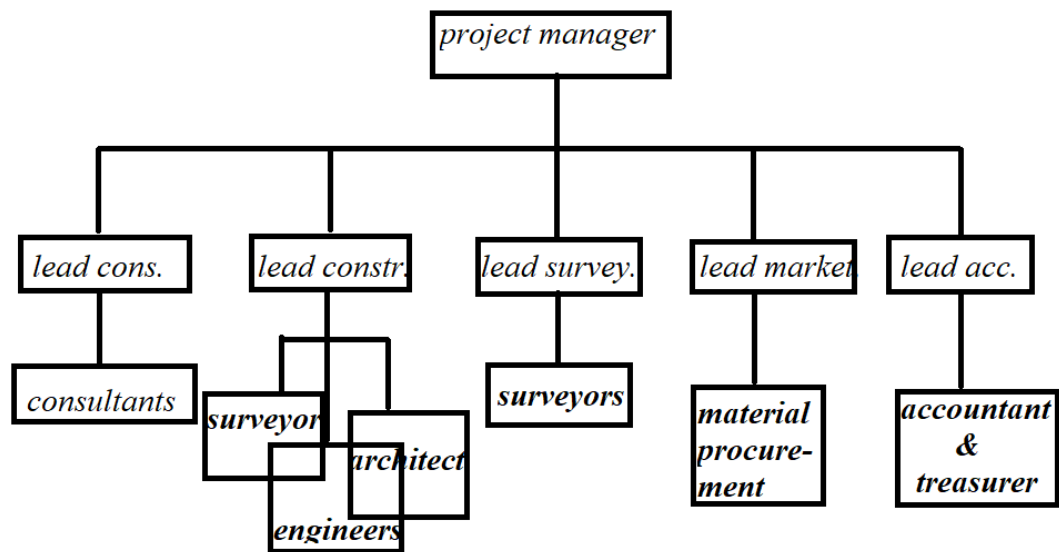 project manager
lead cons.
lead constr.
lead survey.
lead market.
lead acc.
consultants
surveyor
architect
engineers
surveyors
material
procure-
ment
accountant
&
treasurer